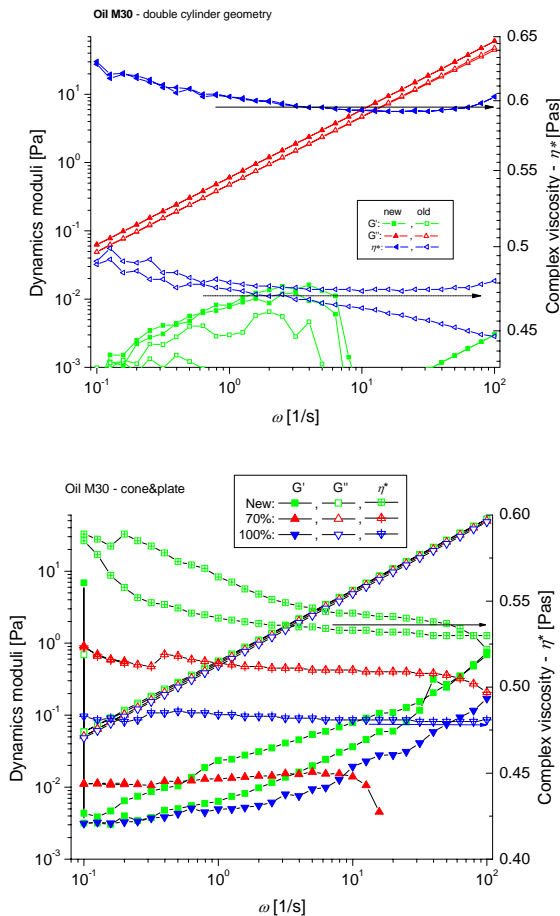 Oil M30 - double cylinder geometry
Dynamics moduli [Pa]
10¹
10⁰
10⁻¹
10⁻²
10⁻³
0.65
0.6
0.55
0.5
0.45
Complex viscosity - η* [Pas]
new old
G': , 
G'': , 
η*: , 
10⁻¹ 10⁰ 10¹ 10²
ω [1/s]
Oil M30 - cone&plate
G' G'' η*
New: , , 
70%: , , 
100%: , , 
Dynamics moduli [Pa]
10¹
10⁰
10⁻¹
10⁻²
10⁻³
0.60
0.55
0.50
0.45
0.40
Complex viscosity - η* [Pas]
10⁻¹ 10⁰ 10¹ 10²
ω [1/s]